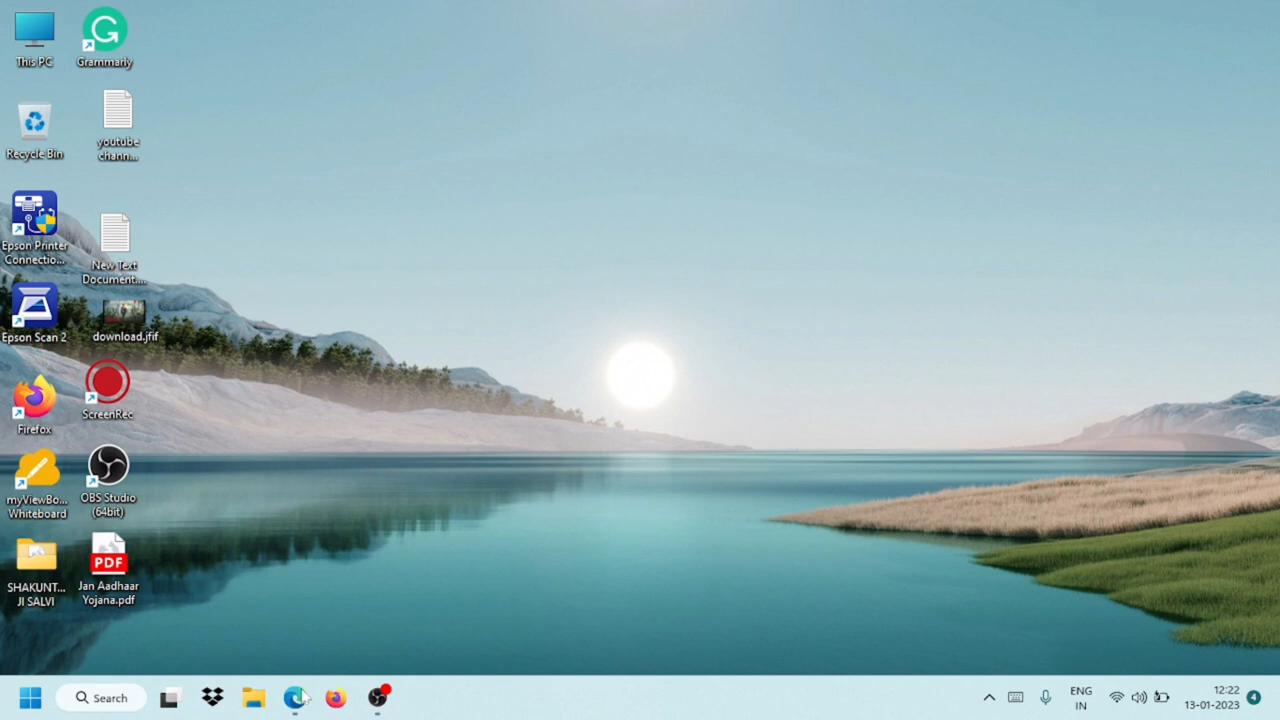 This PC
Grammarly
Recycle Bin
youtube
chann...
Epson Printer
Connectio...
New Text
Document....
Epson Scan 2
download.jfif
Firefox
ScreenRec
myViewBo...
Whiteboard
OBS Studio
(64bit)
SHAKUNT...
JI SALVI
PDF
Jan Aadhaar
Yojana.pdf
Search
ENG
IN
12:22
13-01-2023
4